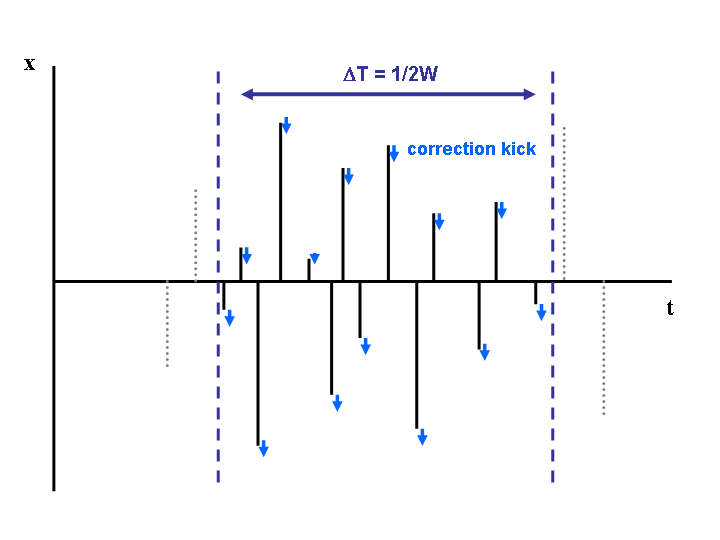 x
ΔT = 1/2W
correction kick
t